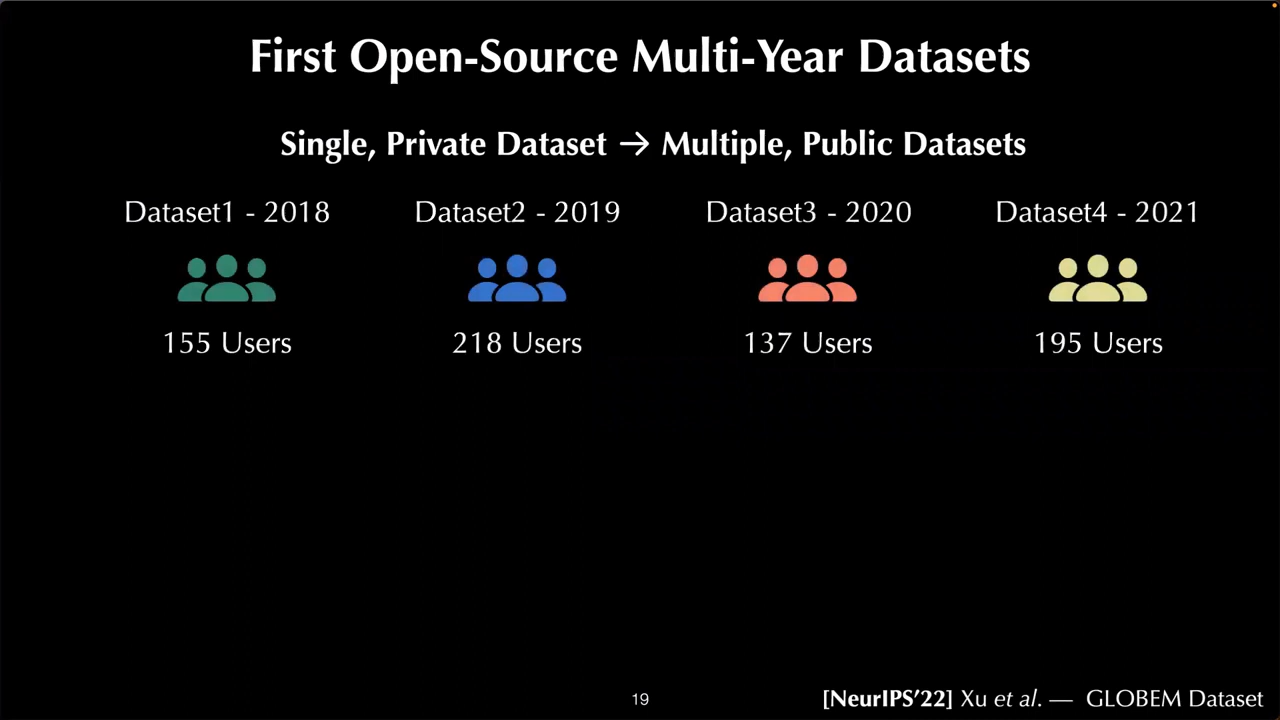 First Open-Source Multi-Year Datasets
Single, Private Dataset → Multiple, Public Datasets
Dataset1 - 2018
Dataset2 - 2019
Dataset3 - 2020
Dataset4 - 2021
155 Users
218 Users
137 Users
195 Users
19
[NeurIPS’22] Xu et al. — GLOBEM Dataset